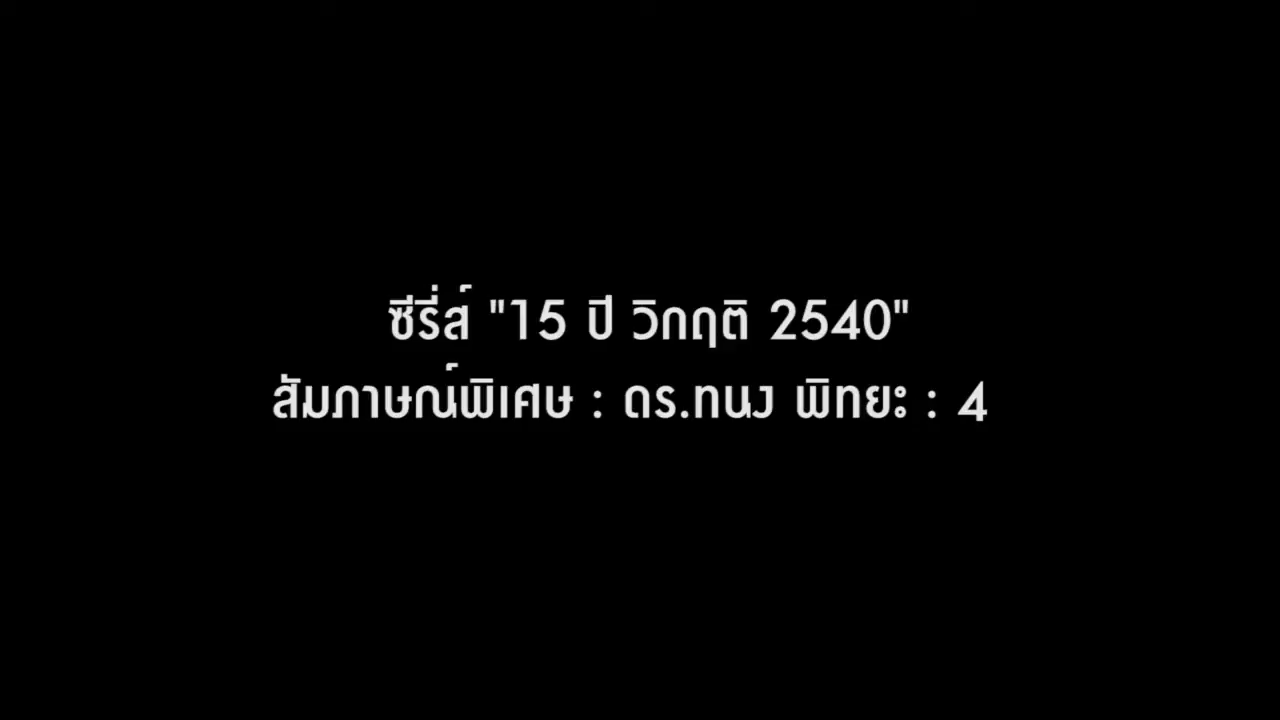 ซีรี่ส์ "15 ปี วิกฤติ 2540"
สัมภาษณ์พิเศษ : ดร.ทนง พิทยะ : 4